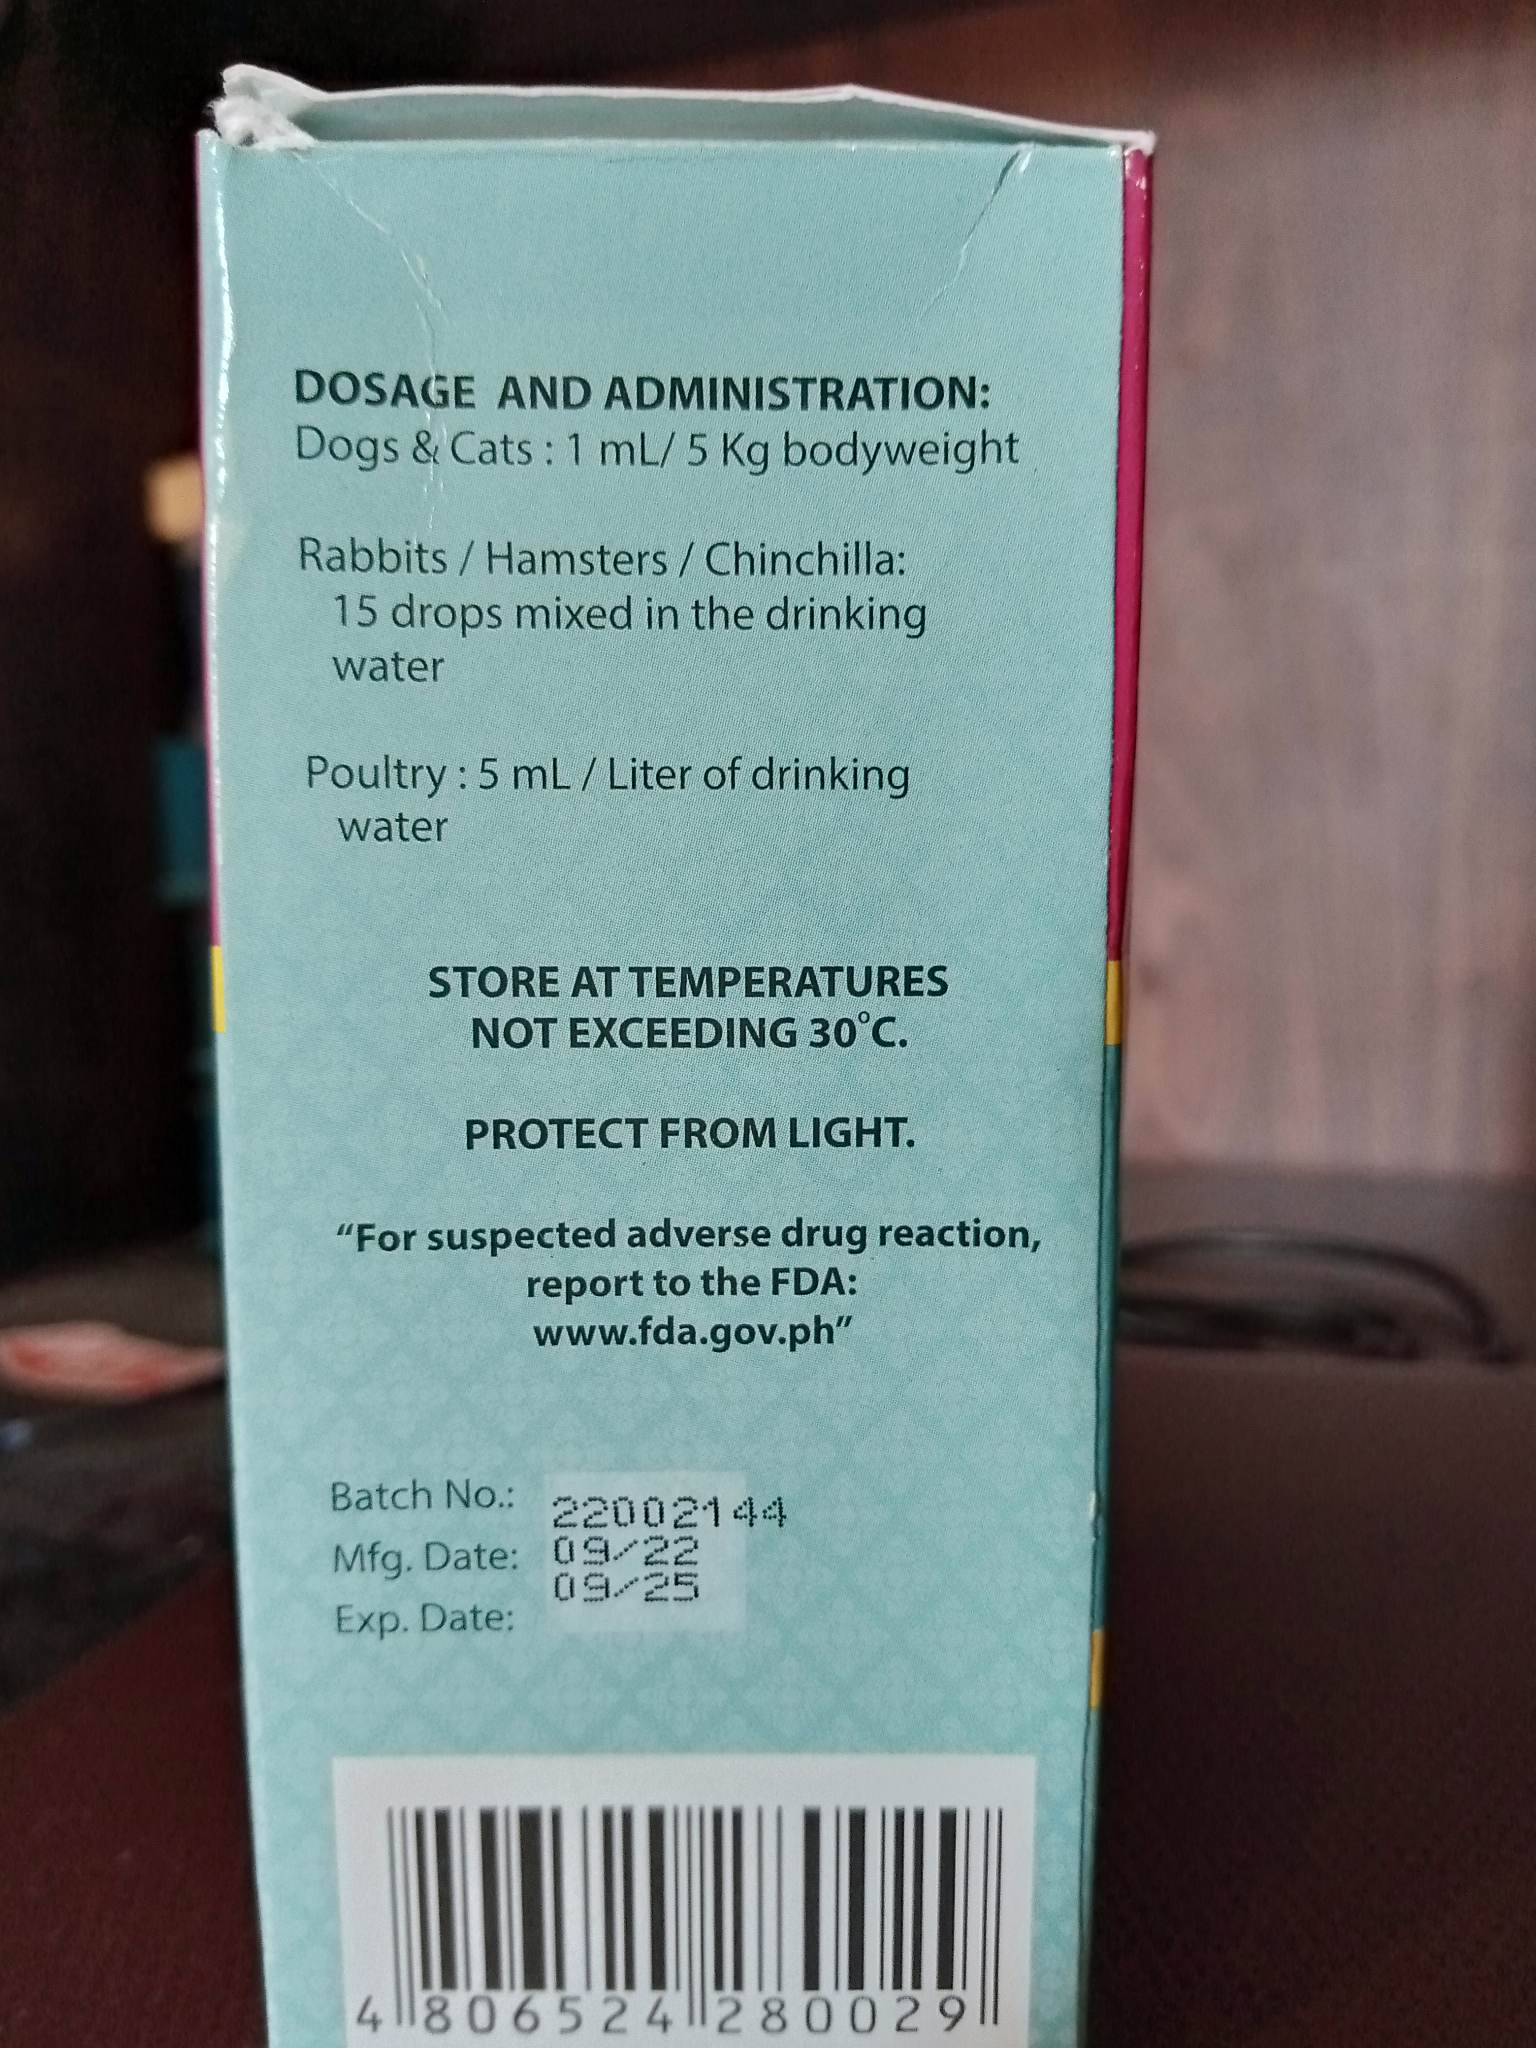 DOSAGE AND ADMINISTRATION:
Dogs & Cats : 1 mL/ 5 Kg bodyweight
Rabbits / Hamsters / Chinchilla:
15 drops mixed in the drinking
water
Poultry : 5 mL / Liter of drinking
water
STORE AT TEMPERATURES
NOT EXCEEDING 30°C.
PROTECT FROM LIGHT.
“For suspected adverse drug reaction,
report to the FDA:
www.fda.gov.ph”
Batch No.: 22002144
Mfg. Date: 09/22
Exp. Date: 09/25
4 806524 280029